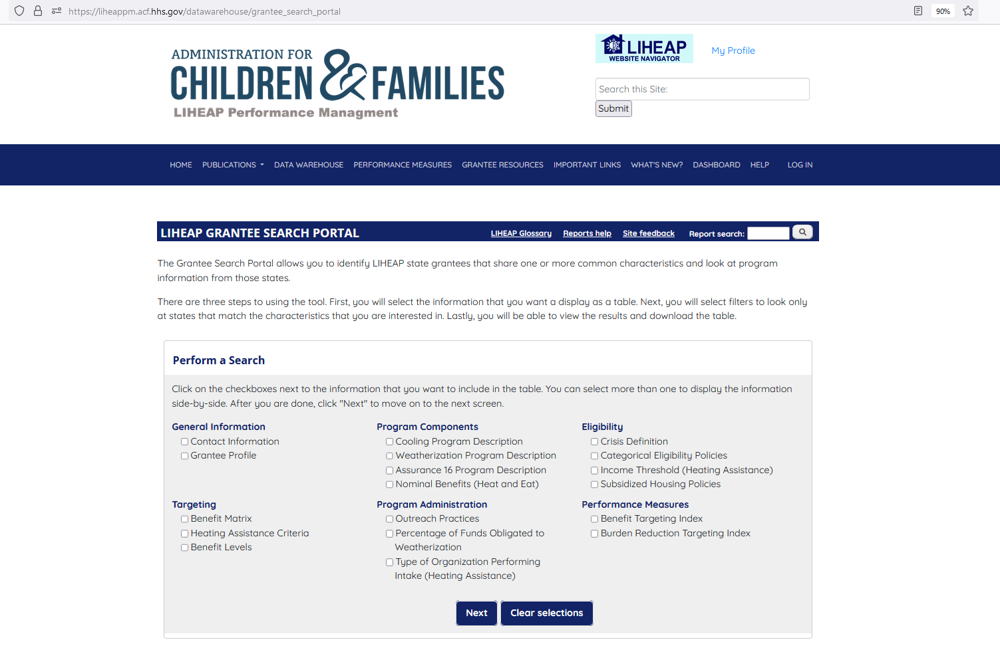 https://liheappm.acf.hhs.gov/datawarehouse/grantee_search_portal
90%
ADMINISTRATION FOR
CHILDREN & FAMILIES
LIHEAP Performance Managment
LIHEAP
WEBSITE NAVIGATOR
My Profile
Search this Site:
Submit
HOME PUBLICATIONS DATA WAREHOUSE PERFORMANCE MEASURES GRANTEE RESOURCES IMPORTANT LINKS WHAT'S NEW? DASHBOARD HELP LOG IN
LIHEAP GRANTEE SEARCH PORTAL LIHEAP Glossary Reports help Site feedback Report search:
The Grantee Search Portal allows you to identify LIHEAP state grantees that share one or more common characteristics and look at program
information from those states.
There are three steps to using the tool. First, you will select the information that you want a display as a table. Next, you will select filters to look only
at states that match the characteristics that you are interested in. Lastly, you will be able to view the results and download the table.
Perform a Search
Click on the checkboxes next to the information that you want to include in the table. You can select more than one to display the information
side-by-side. After you are done, click "Next" to move on to the next screen.
General Information
Contact Information
Grantee Profile
Program Components
Cooling Program Description
Weatherization Program Description
Assurance 16 Program Description
Nominal Benefits (Heat and Eat)
Eligibility
Crisis Definition
Categorical Eligibility Policies
Income Threshold (Heating Assistance)
Subsidized Housing Policies
Targeting
Benefit Matrix
Heating Assistance Criteria
Benefit Levels
Program Administration
Outreach Practices
Percentage of Funds Obligated to
Weatherization
Type of Organization Performing
Intake (Heating Assistance)
Performance Measures
Benefit Targeting Index
Burden Reduction Targeting Index
Next Clear selections